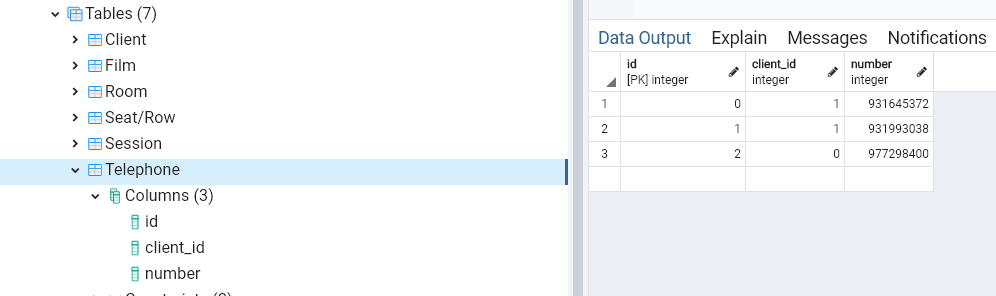 Tables (7)
Client
Film
Room
Seat/Row
Session
Telephone
Columns (3)
id
client_id
number
Data Output Explain Messages Notifications
id client_id number
[PK] integer integer integer
1 0 1 931645372
2 1 1 931993038
3 2 0 977298400